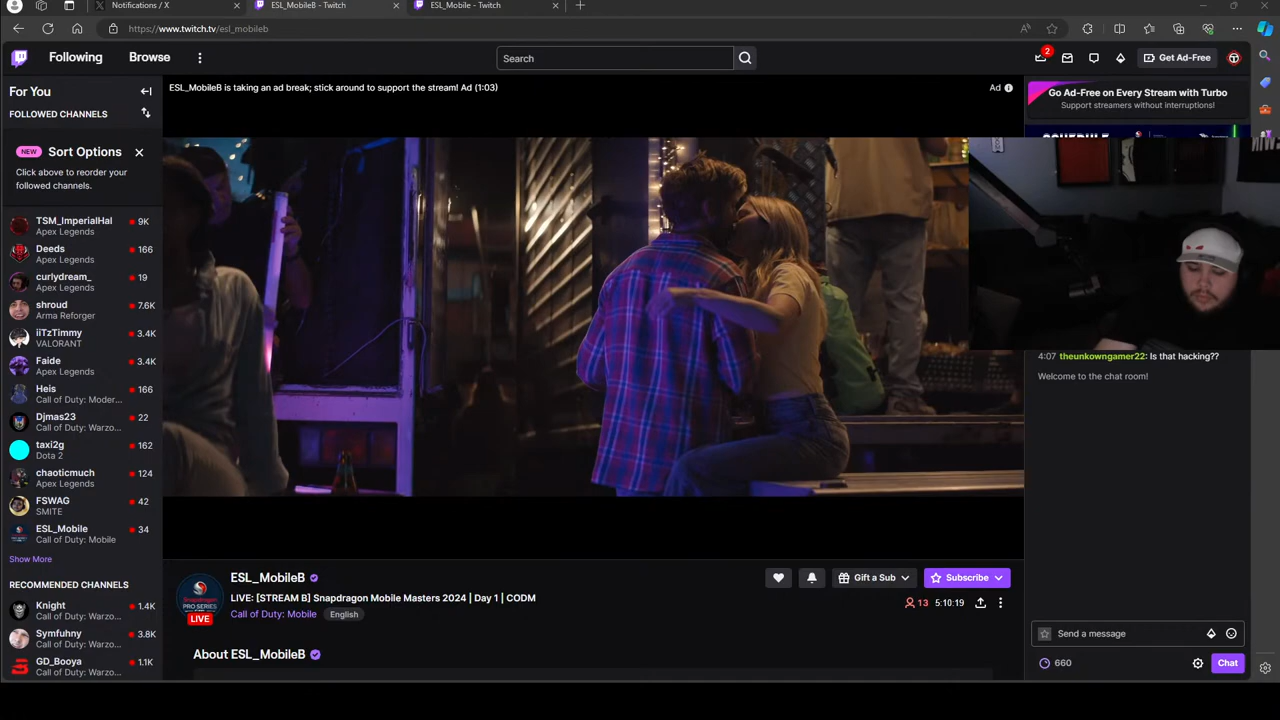 Notifications / X
ESL_MobileB - Twitch
ESL_Mobile - Twitch
https://www.twitch.tv/esl_mobileb
Following
Browse
Search
2
Get Ad-Free
For You
FOLLOWED CHANNELS
NEW Sort Options
Click above to reorder your
followed channels.
TSM_ImperialHal 9K
Apex Legends
Deeds 166
Apex Legends
curlydream_ 19
Apex Legends
shroud 7.6K
Arma Reforger
iiTzTimmy 3.4K
VALORANT
Faide 3.4K
Apex Legends
Heis 166
Call of Duty: Moder...
Djmas23 22
Call of Duty: Warzo...
taxi2g 162
Dota 2
chaoticmuch 124
Apex Legends
FSWAG 42
SMITE
ESL_Mobile 34
Call of Duty: Mobile
Show More
RECOMMENDED CHANNELS
Knight 1.4K
Call of Duty: Warzo...
Symfuhny 3.8K
Call of Duty: Warzo...
GD_Booya 1.1K
Call of Duty: Warzo...
ESL_MobileB is taking an ad break; stick around to support the stream! Ad (1:03)
Ad
ESL_MobileB
LIVE: [STREAM B] Snapdragon Mobile Masters 2024 | Day 1 | CODM
Call of Duty: Mobile English
Snapdragon
PRO SERIES
LIVE
Gift a Sub
Subscribe
13 5:10:19
About ESL_MobileB
Go Ad-Free on Every Stream with Turbo
Support streamers without interruptions!
SCHEDULE
4:07 theunkowngamer22: Is that hacking??
Welcome to the chat room!
Send a message
660
Chat